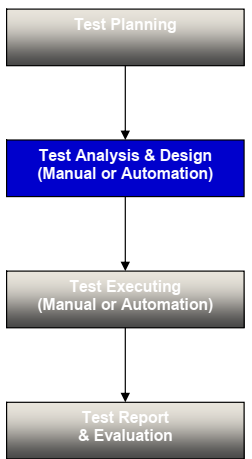 Test Planning
Test Analysis & Design
(Manual or Automation)
Test Executing
(Manual or Automation)
Test Report
& Evaluation